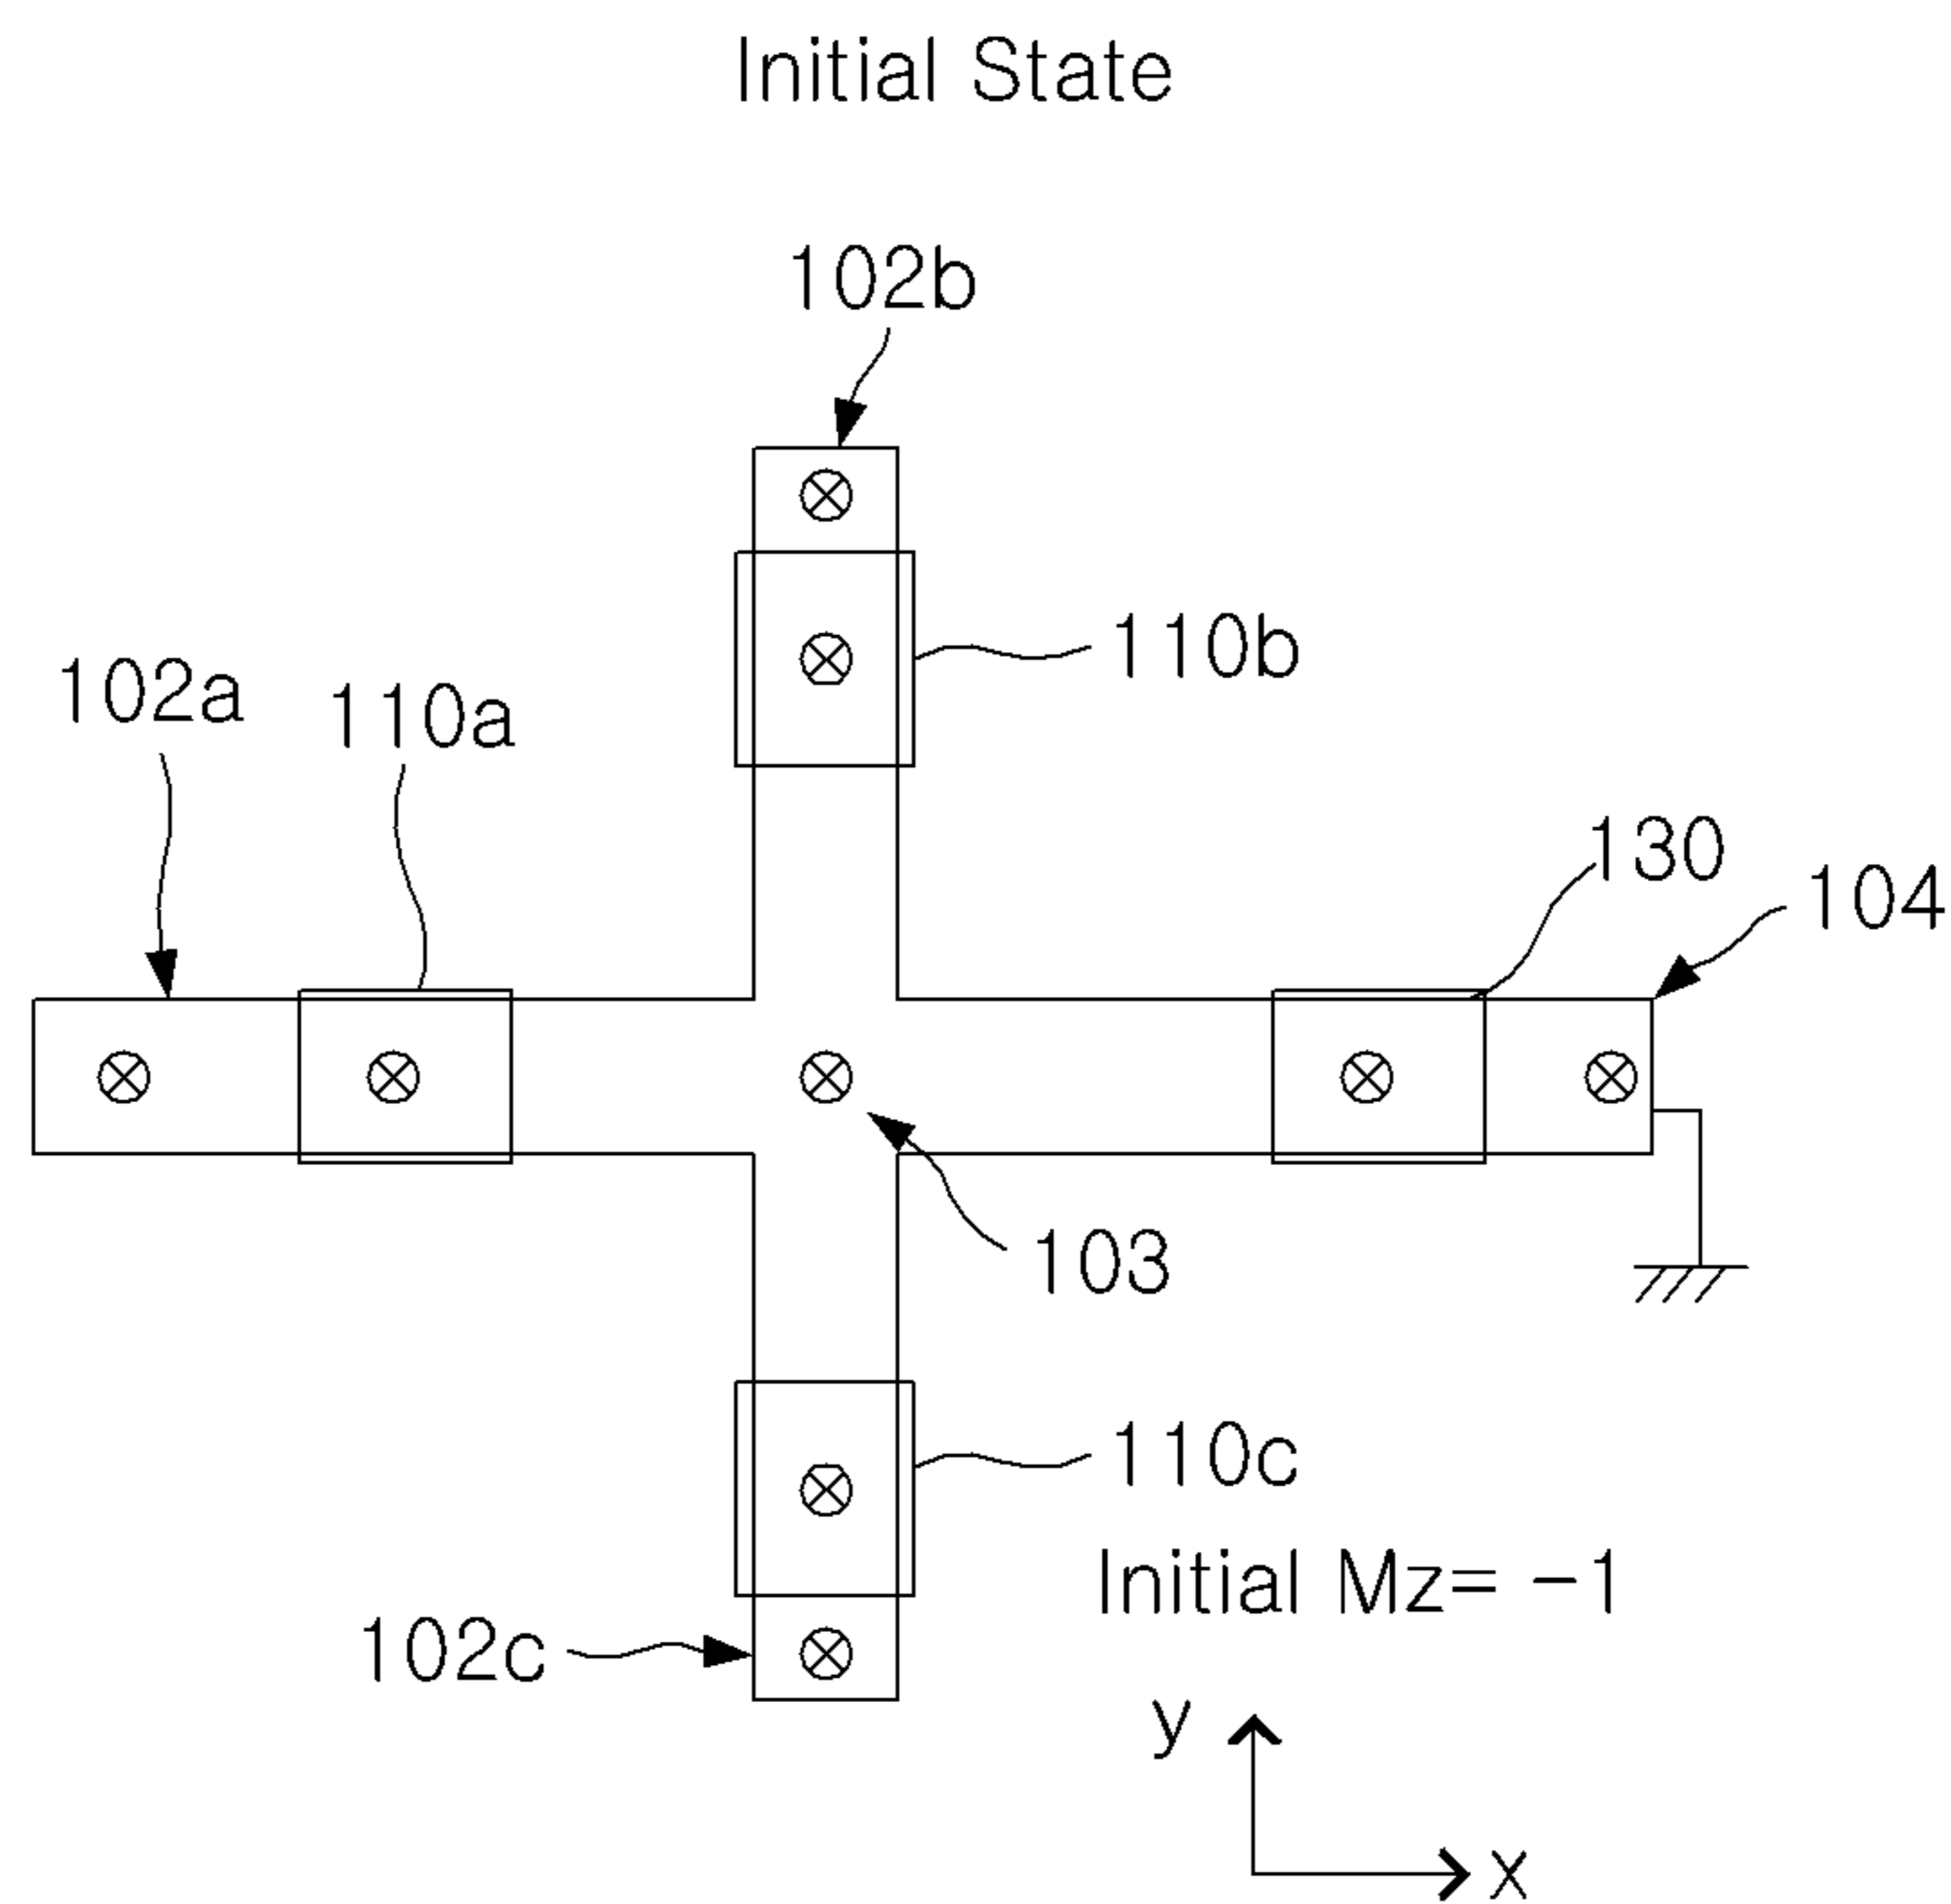 Initial State
102b
110b
102a
110a
130
104
103
110c
Initial Mz= −1
102c
y
x